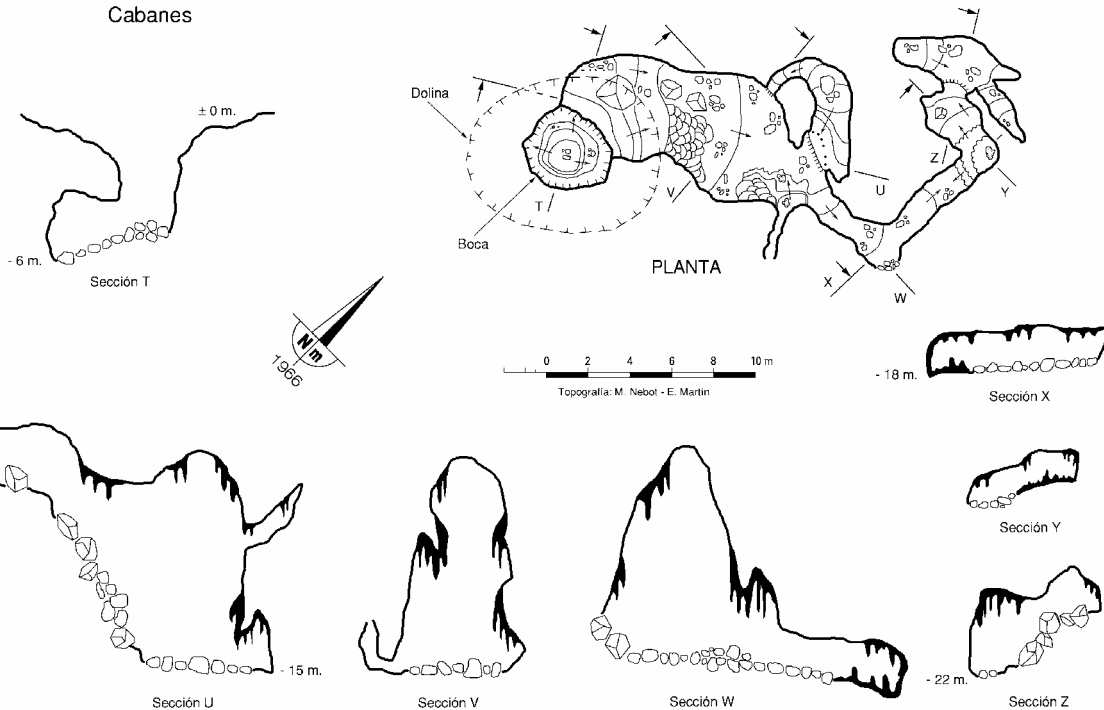 Cabanes
± 0 m.
- 6 m.
Sección T
Dolina
Boca
T
V
U
Z
Y
X
W
PLANTA
N m
1966
0 2 4 6 8 10 m
Topografía: M. Nebot - E. Martín
- 18 m.
Sección X
Sección Y
- 15 m.
Sección U
Sección V
Sección W
- 22 m.
Sección Z